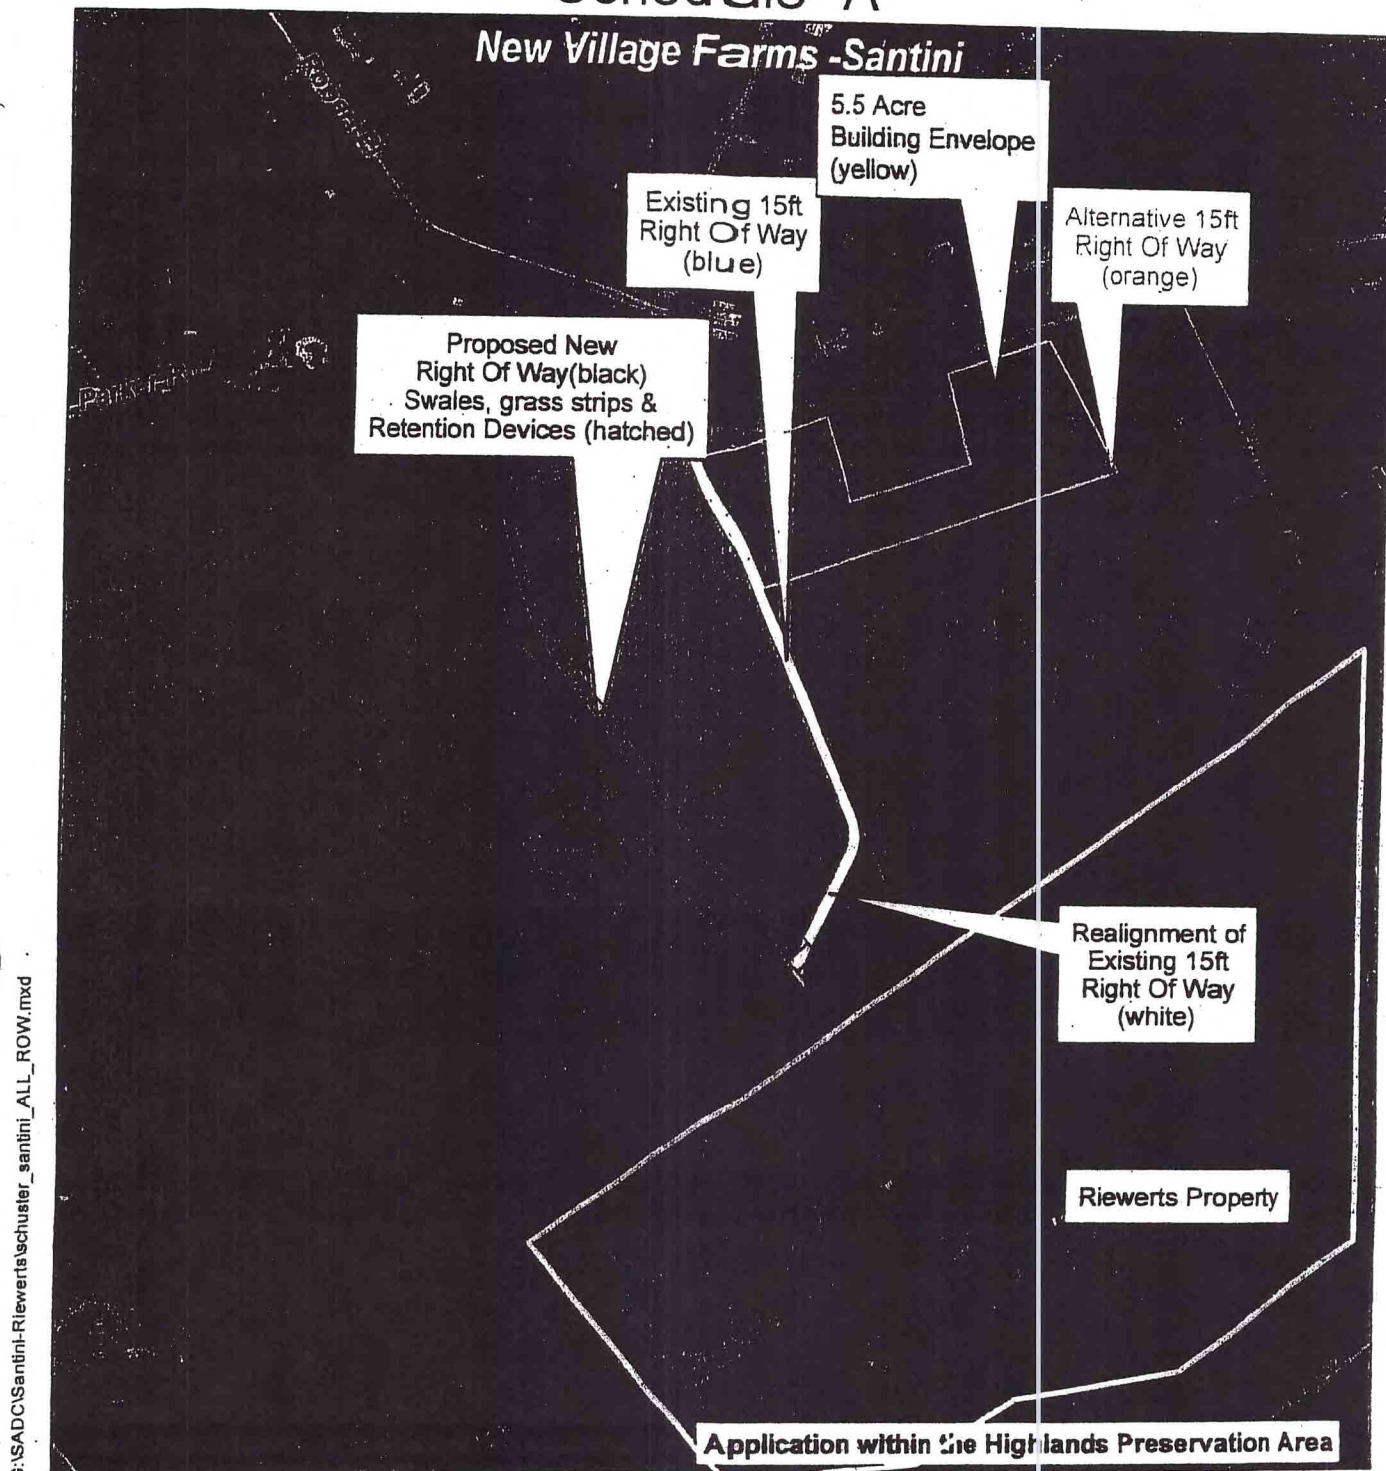 New Village Farms -Santini
5.5 Acre
Building Envelope
(yellow)
Existing 15ft
Right Of Way
(blue)
Alternative 15ft
Right Of Way
(orange)
Proposed New
Right Of Way(black)
Swales, grass strips &
Retention Devices (hatched)
Realignment of
Existing 15ft
Right Of Way
(white)
Riewerts Property
Application within the Highlands Preservation Area
:\SADC\Santini-Riewerts\schuster_santini_ALL_ROW.mxd